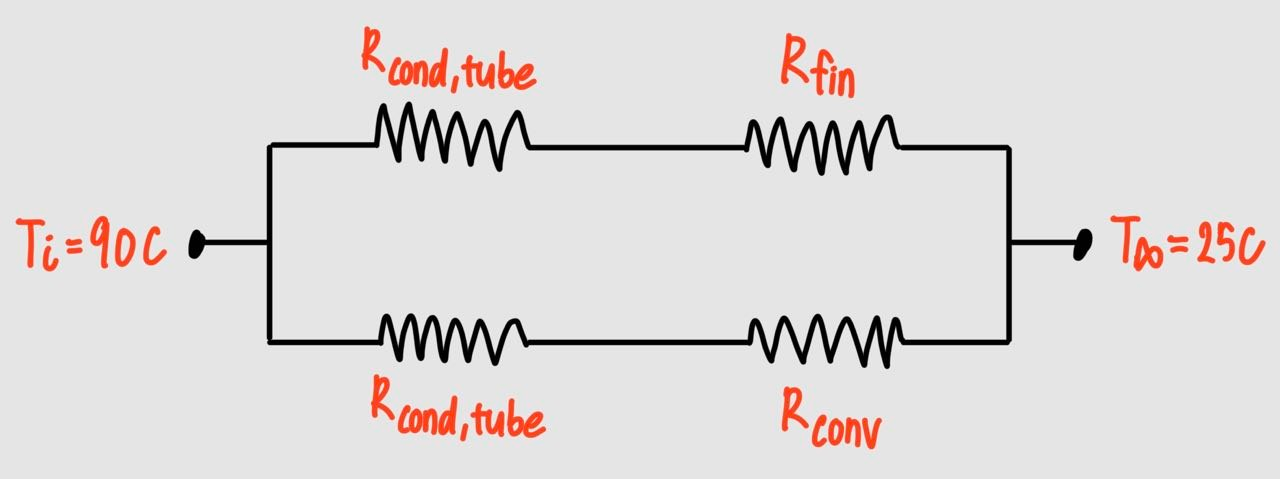 Rcond,tube
Rfin
Ti=90C
T∞=25C
Rcond,tube
Rconv